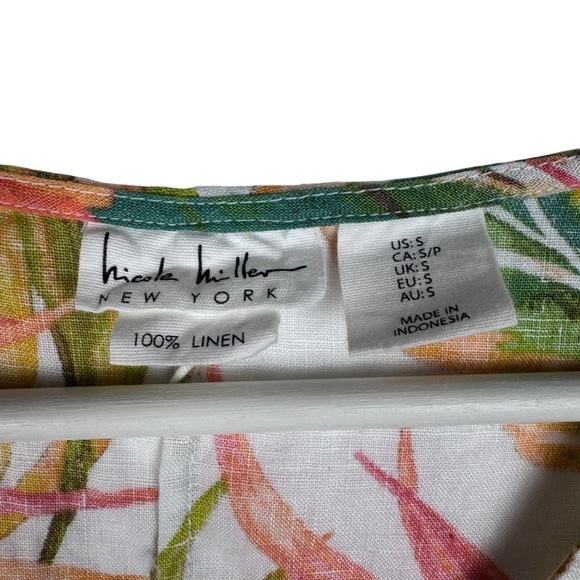 nicole miller
NEW YORK
100% LINEN
US: S
CA: S/P
UK: S
EU: S
AU: S
MADE IN
INDONESIA